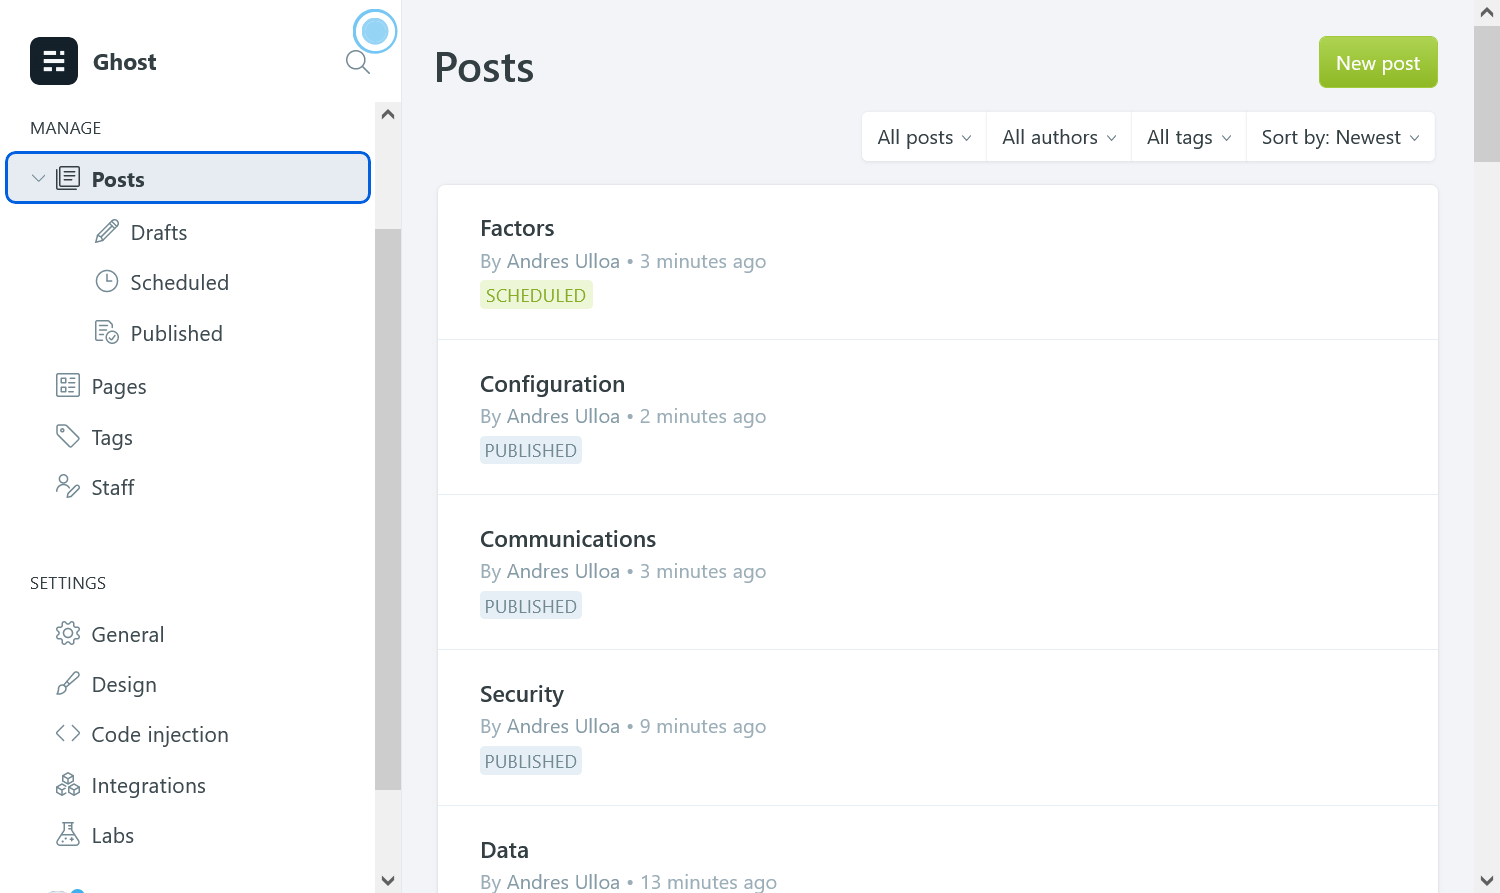 Ghost
MANAGE
Posts
Drafts
Scheduled
Published
Pages
Tags
Staff
SETTINGS
General
Design
Code injection
Integrations
Labs
Posts
New post
All posts
All authors
All tags
Sort by: Newest
Factors
By Andres Ulloa • 3 minutes ago
SCHEDULED
Configuration
By Andres Ulloa • 2 minutes ago
PUBLISHED
Communications
By Andres Ulloa • 3 minutes ago
PUBLISHED
Security
By Andres Ulloa • 9 minutes ago
PUBLISHED
Data
By Andres Ulloa • 13 minutes ago